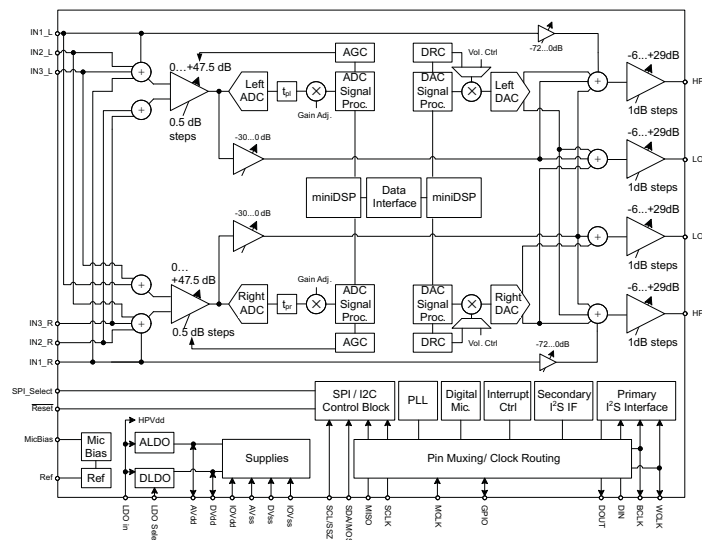 IN1_L
IN2_L
IN3_L
0…+47.5 dB
0.5 dB steps
Left ADC
tpl
Gain Adj.
AGC
ADC Signal Proc.
DRC
Vol. Ctrl
DAC Signal Proc.
Left DAC
-72...0dB
-6...+29dB
1dB steps
HP
-30...0 dB
-6...+29dB
1dB steps
LO
miniDSP
Data Interface
miniDSP
-30...0 dB
-6...+29dB
1dB steps
LO
0… +47.5 dB
0.5 dB steps
Right ADC
tpr
Gain Adj.
ADC Signal Proc.
AGC
DAC Signal Proc.
DRC
Vol. Ctrl
Right DAC
-72...0dB
-6...+29dB
1dB steps
HP
IN3_R
IN2_R
IN1_R
SPI_Select
Reset
MicBias
Ref
Mic Bias
Ref
HPVdd
ALDO
DLDO
Supplies
SPI / I2C Control Block
PLL
Digital Mic.
Interrupt Ctrl
Secondary I2S IF
Primary I2S Interface
Pin Muxing/ Clock Routing
LDO in
LDO Sele
AVdd
DVdd
IOVdd
AVss
DVss
IOVss
SCL/SSZ
SDA/MOS
MISO
SCLK
MCLK
GPIO
DOUT
DIN
BCLK
WCLK